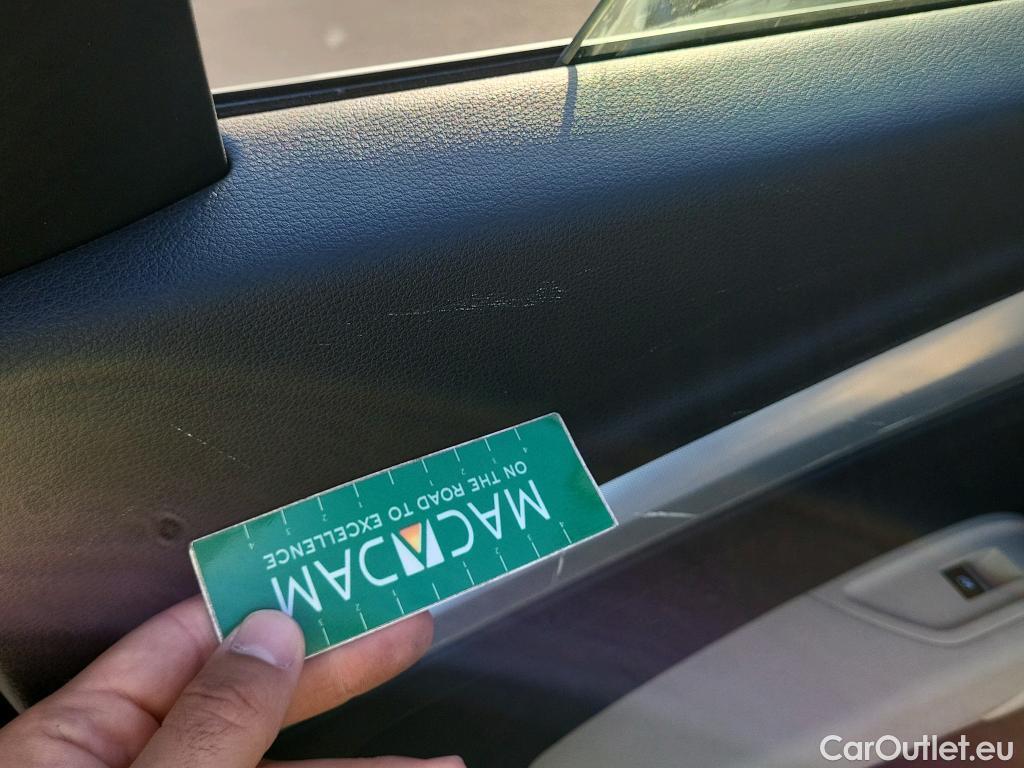 MACADAM
ON THE ROAD TO EXCELLENCE
CarOutlet.eu